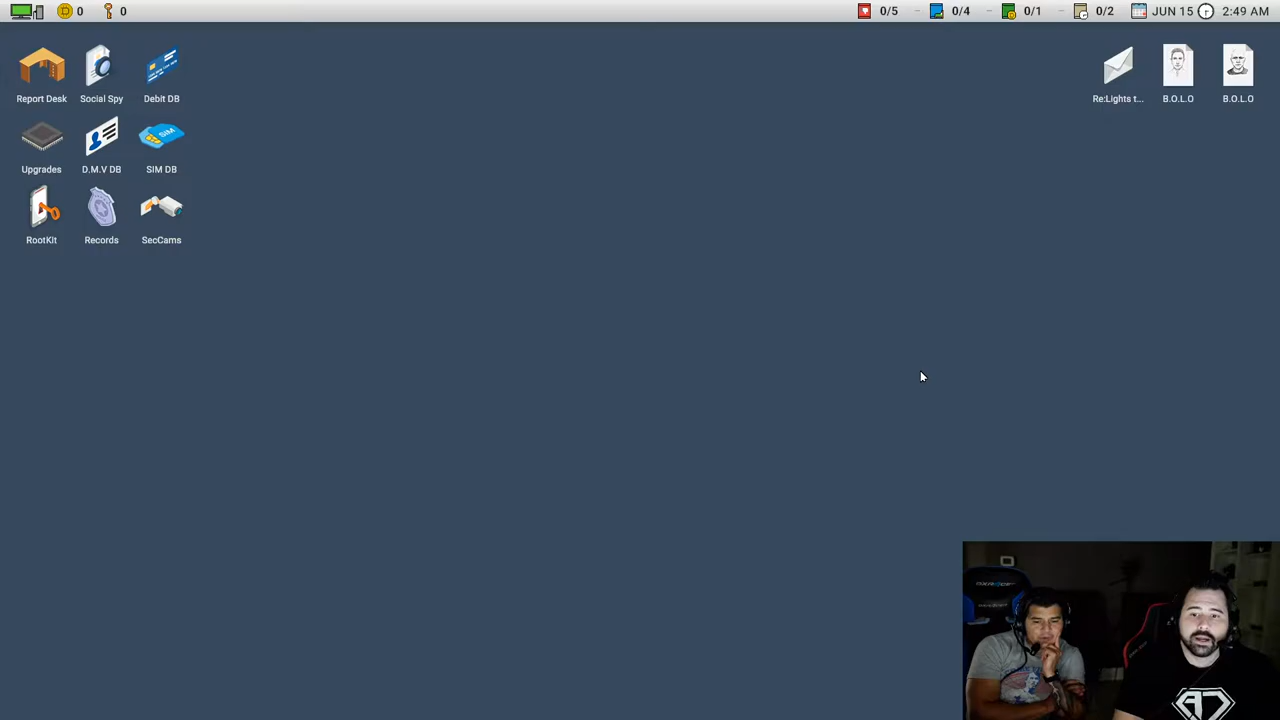 0 0 0/5 0/4 0/1 0/2 JUN 15 2:49 AM
Report Desk Social Spy Debit DB Re:Lights t... B.O.L.O B.O.L.O
SIM
Upgrades D.M.V DB SIM DB
RootKit Records SecCams